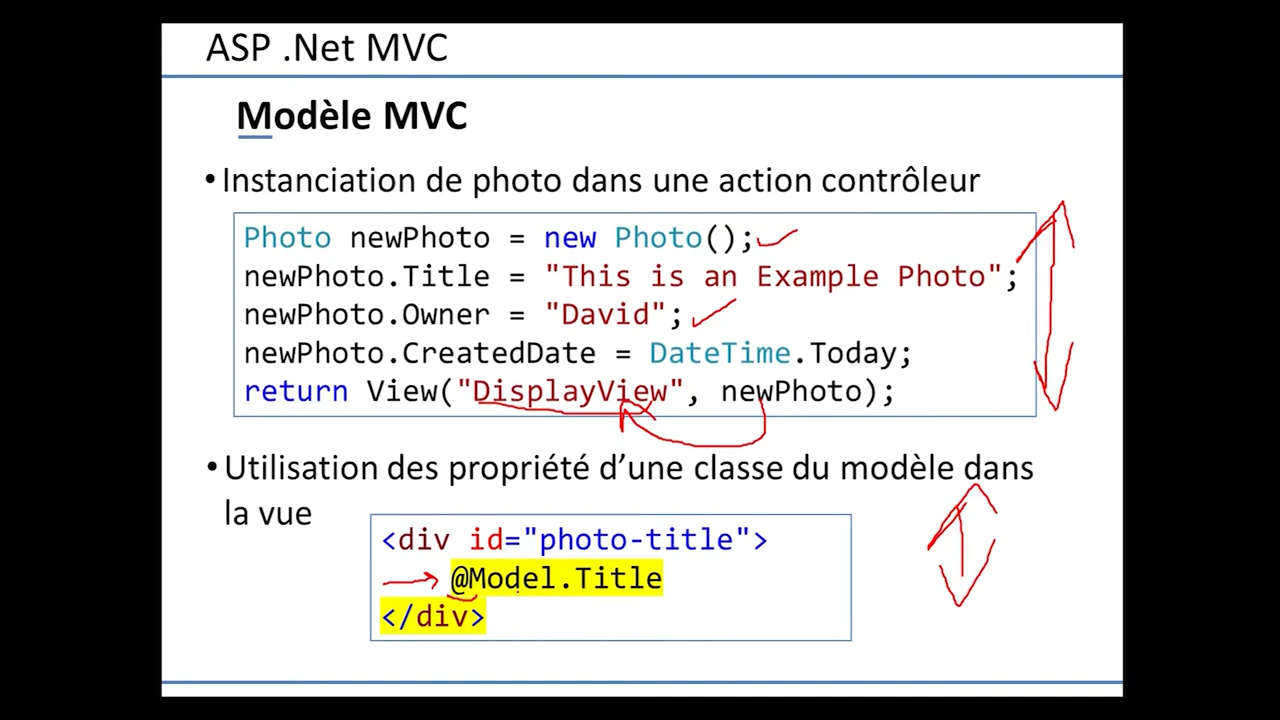 ASP .Net MVC
Modèle MVC
•Instanciation de photo dans une action contrôleur
Photo newPhoto = new Photo();
newPhoto.Title = "This is an Example Photo";
newPhoto.Owner = "David";
newPhoto.CreatedDate = DateTime.Today;
return View("DisplayView", newPhoto);
•Utilisation des propriété d’une classe du modèle dans
la vue
<div id="photo-title">
@Model.Title
</div>